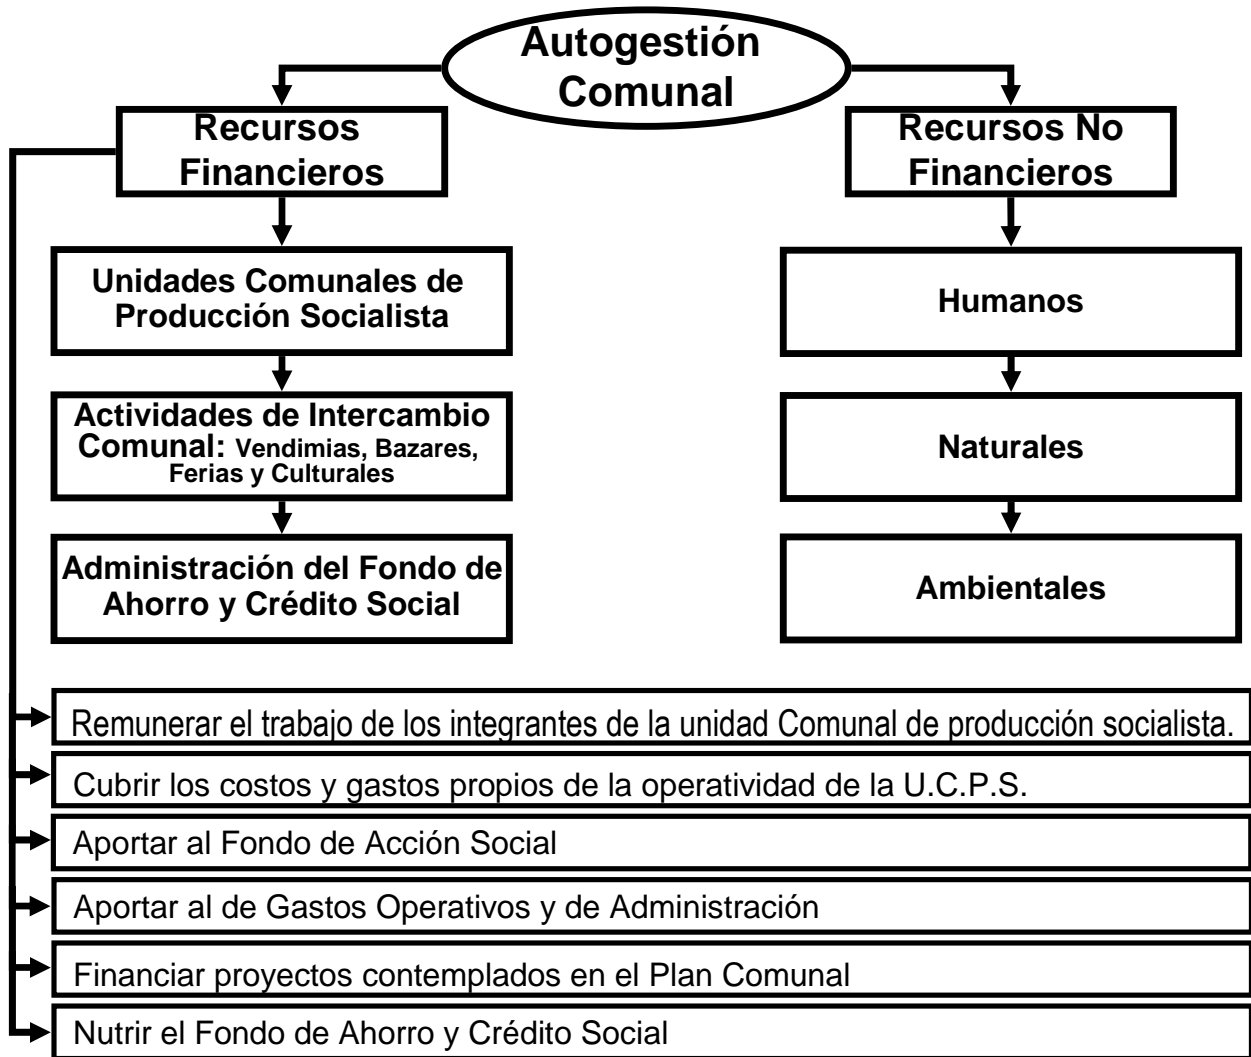 Autogestión
Comunal
Recursos
Financieros
Recursos No
Financieros
Unidades Comunales de
Producción Socialista
Humanos
Actividades de Intercambio
Comunal: Vendimias, Bazares,
Ferias y Culturales
Naturales
Administración del Fondo de
Ahorro y Crédito Social
Ambientales
Remunerar el trabajo de los integrantes de la unidad Comunal de producción socialista.
Cubrir los costos y gastos propios de la operatividad de la U.C.P.S.
Aportar al Fondo de Acción Social
Aportar al de Gastos Operativos y de Administración
Financiar proyectos contemplados en el Plan Comunal
Nutrir el Fondo de Ahorro y Crédito Social